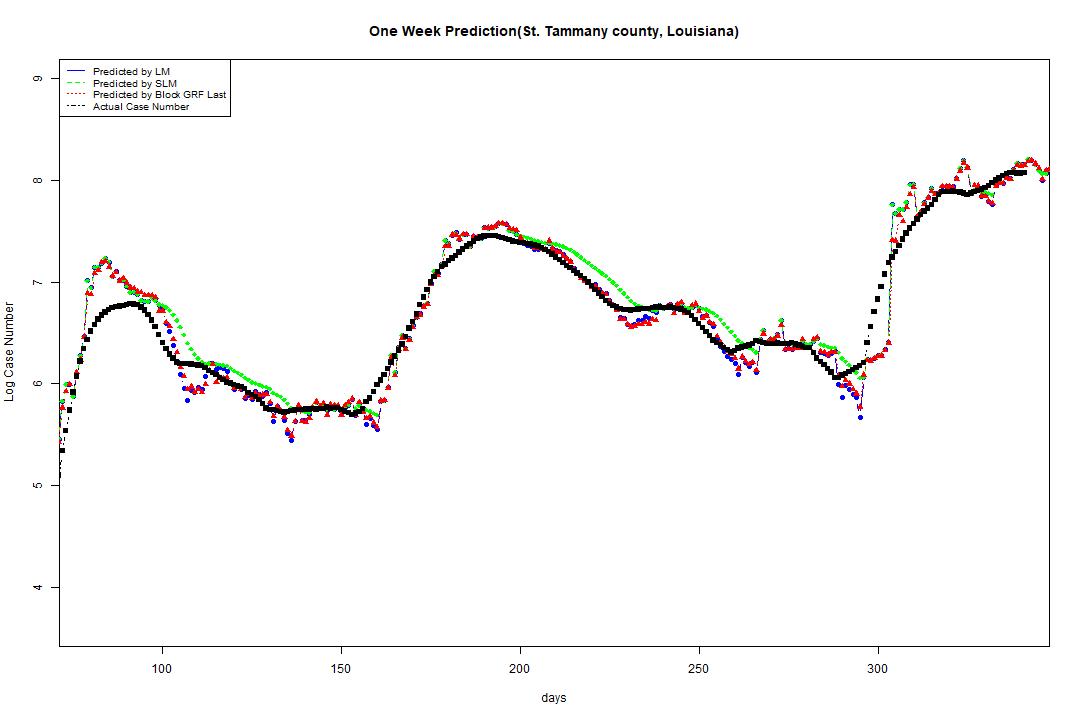 One Week Prediction(St. Tammany county, Louisiana)
Predicted by LM
Predicted by SLM
Predicted by Block GRF Last
Actual Case Number
9
8
7
6
5
4
Log Case Number
100 150 200 250 300
days